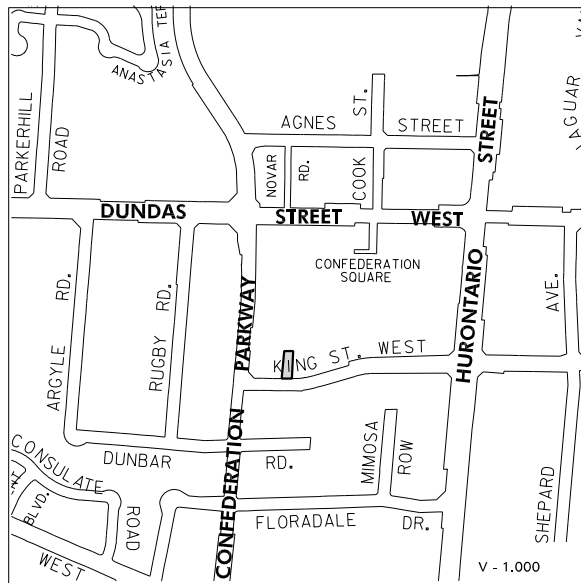 ANASTASIA TER
PARKERHILL
ROAD
AGNES
STREET
ST.
COOK
STREET
JAGUAR VA
NOVAR
RD.
DUNDAS
STREET
WEST
CONFEDERATION
SQUARE
ARGYLE
RD.
RUGBY
RD.
CONFEDERATION
PARKWAY
KING ST. WEST
HURONTARIO
AVE.
SHEPARD
DUNBAR
RD.
MIMOSA
ROW
CONSULATE
ROAD
BLVD.
WEST
FLORADALE
DR.
V - 1.000